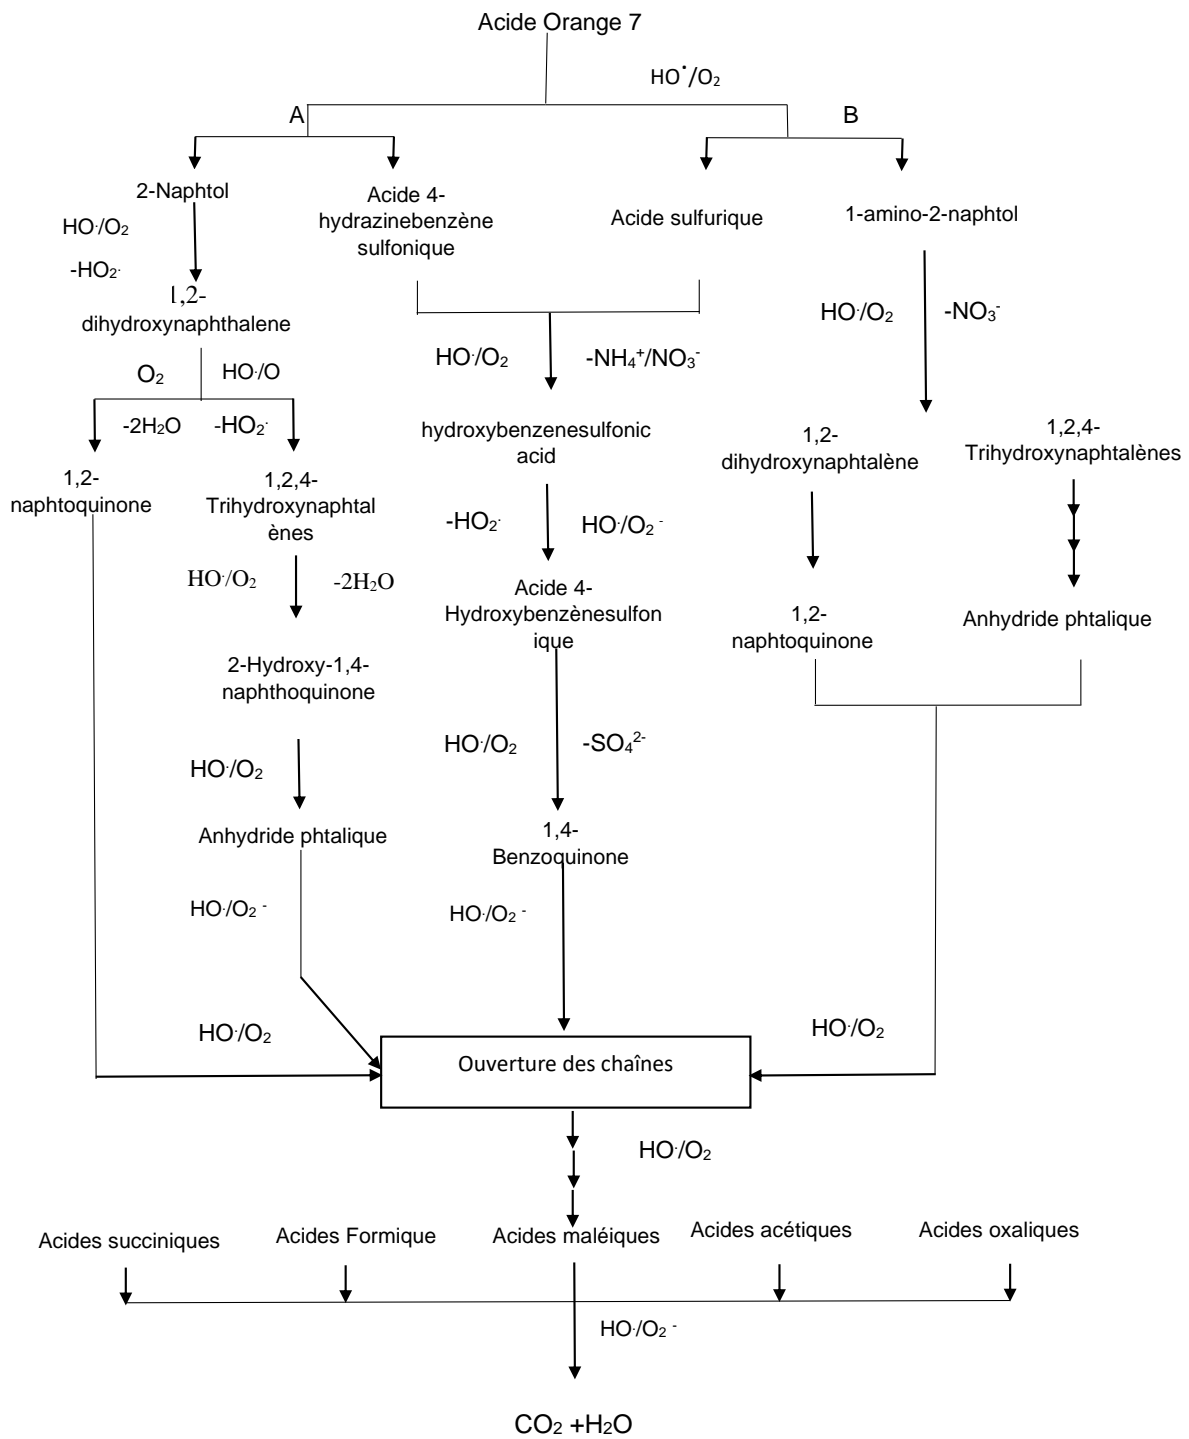 Acide Orange 7
HO˙/O₂
A
B
2-Naphtol
Acide 4-
hydrazinebenzène
sulfonique
Acide sulfurique
1-amino-2-naphtol
HO·/O₂
-HO₂·
1,2-
dihydroxynaphthalene
HO·/O₂
-NO₃⁻
HO·/O₂
-NH₄⁺/NO₃⁻
O₂
HO·/O
-2H₂O
-HO₂·
hydroxybenzenesulfonic
acid
1,2-
dihydroxynaphtalène
1,2,4-
Trihydroxynaphtalènes
1,2-
naphtoquinone
1,2,4-
Trihydroxynaphtal
ènes
-HO₂·
HO·/O₂ ⁻
HO·/O₂
-2H₂O
Acide 4-
Hydroxybenzènesulfon
ique
1,2-
naphtoquinone
Anhydride phtalique
2-Hydroxy-1,4-
naphthoquinone
HO·/O₂
-SO₄²⁻
HO·/O₂
Anhydride phtalique
1,4-
Benzoquinone
HO·/O₂ ⁻
HO·/O₂ ⁻
HO·/O₂
HO·/O₂
Ouverture des chaînes
HO·/O₂
Acides succiniques
Acides Formique
Acides maléiques
Acides acétiques
Acides oxaliques
HO·/O₂ ⁻
CO₂ +H₂O